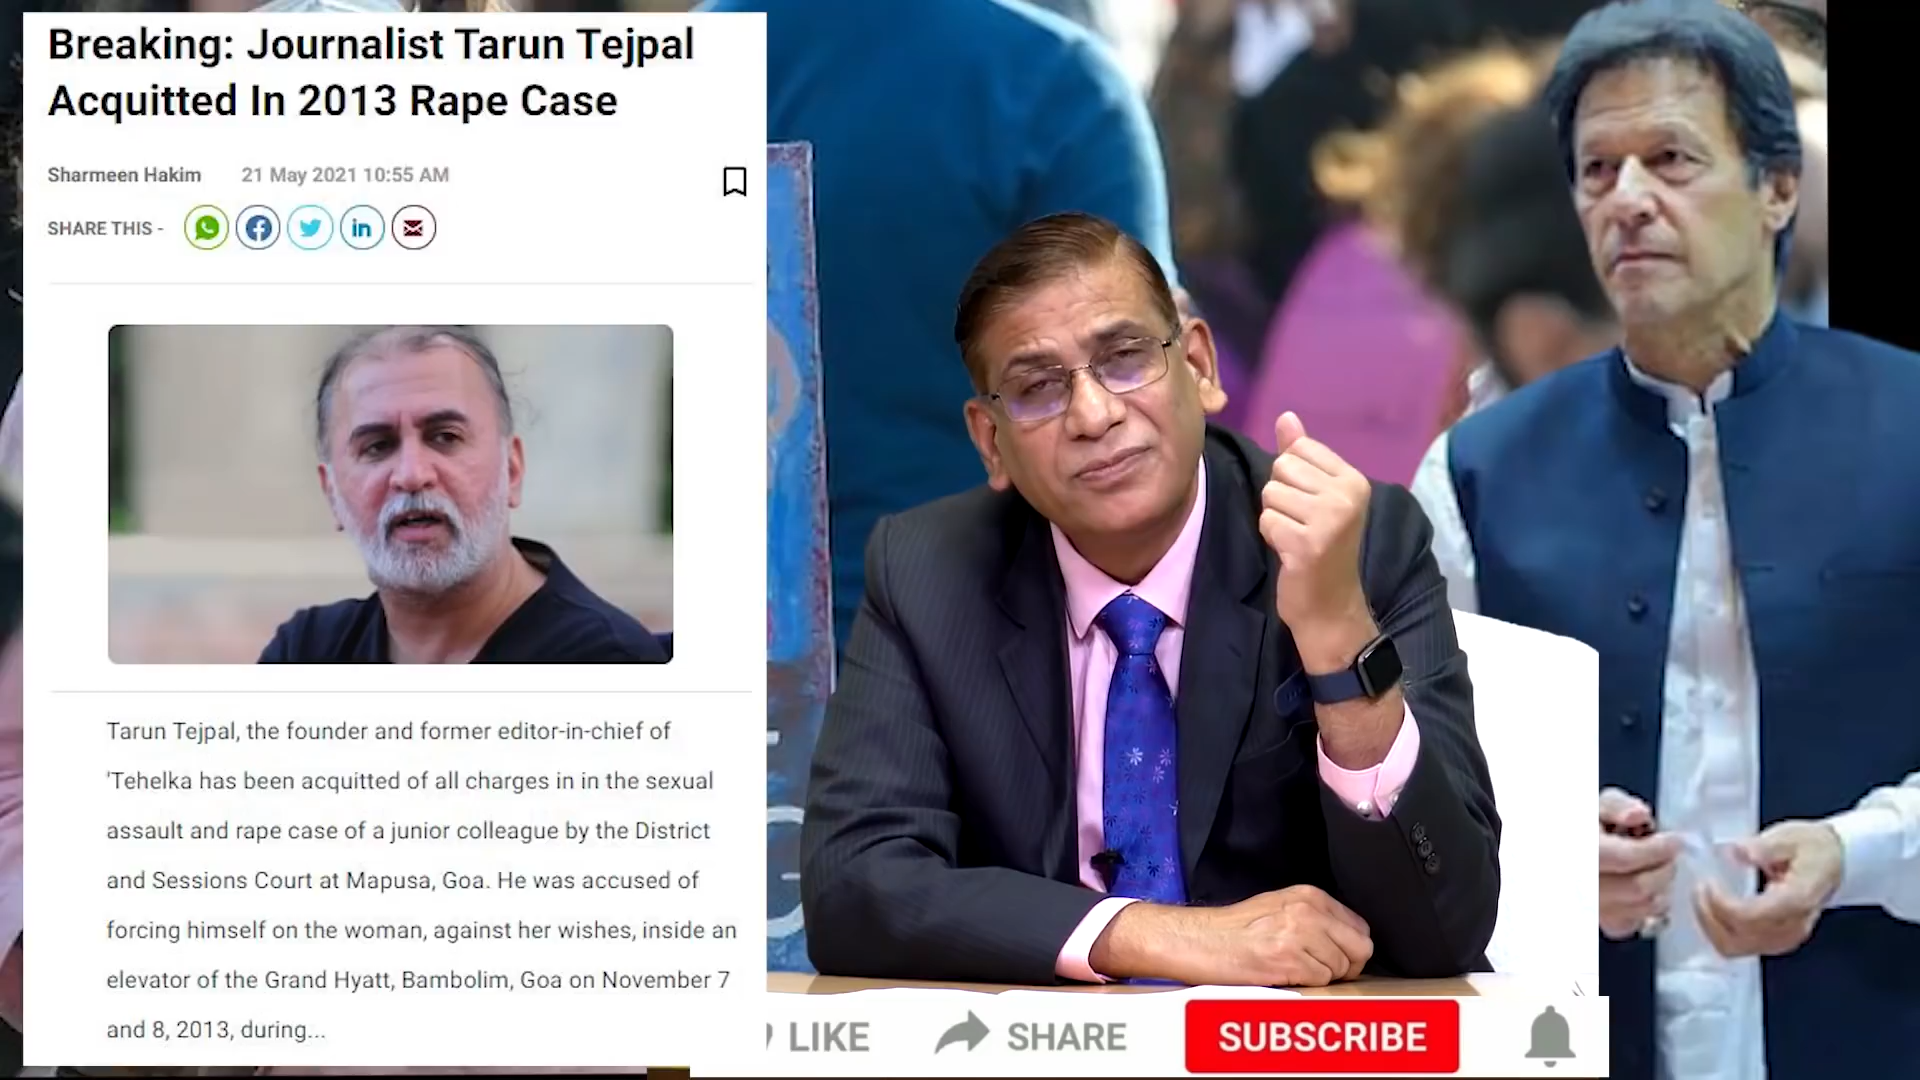 Breaking: Journalist Tarun Tejpal
Acquitted In 2013 Rape Case
Sharmeen Hakim 21 May 2021 10:55 AM
SHARE THIS -
in
Tarun Tejpal, the founder and former editor-in-chief of
'Tehelka has been acquitted of all charges in in the sexual
assault and rape case of a junior colleague by the District
and Sessions Court at Mapusa, Goa. He was accused of
forcing himself on the woman, against her wishes, inside an
elevator of the Grand Hyatt, Bambolim, Goa on November 7
and 8, 2013, during...
LIKE SHARE SUBSCRIBE